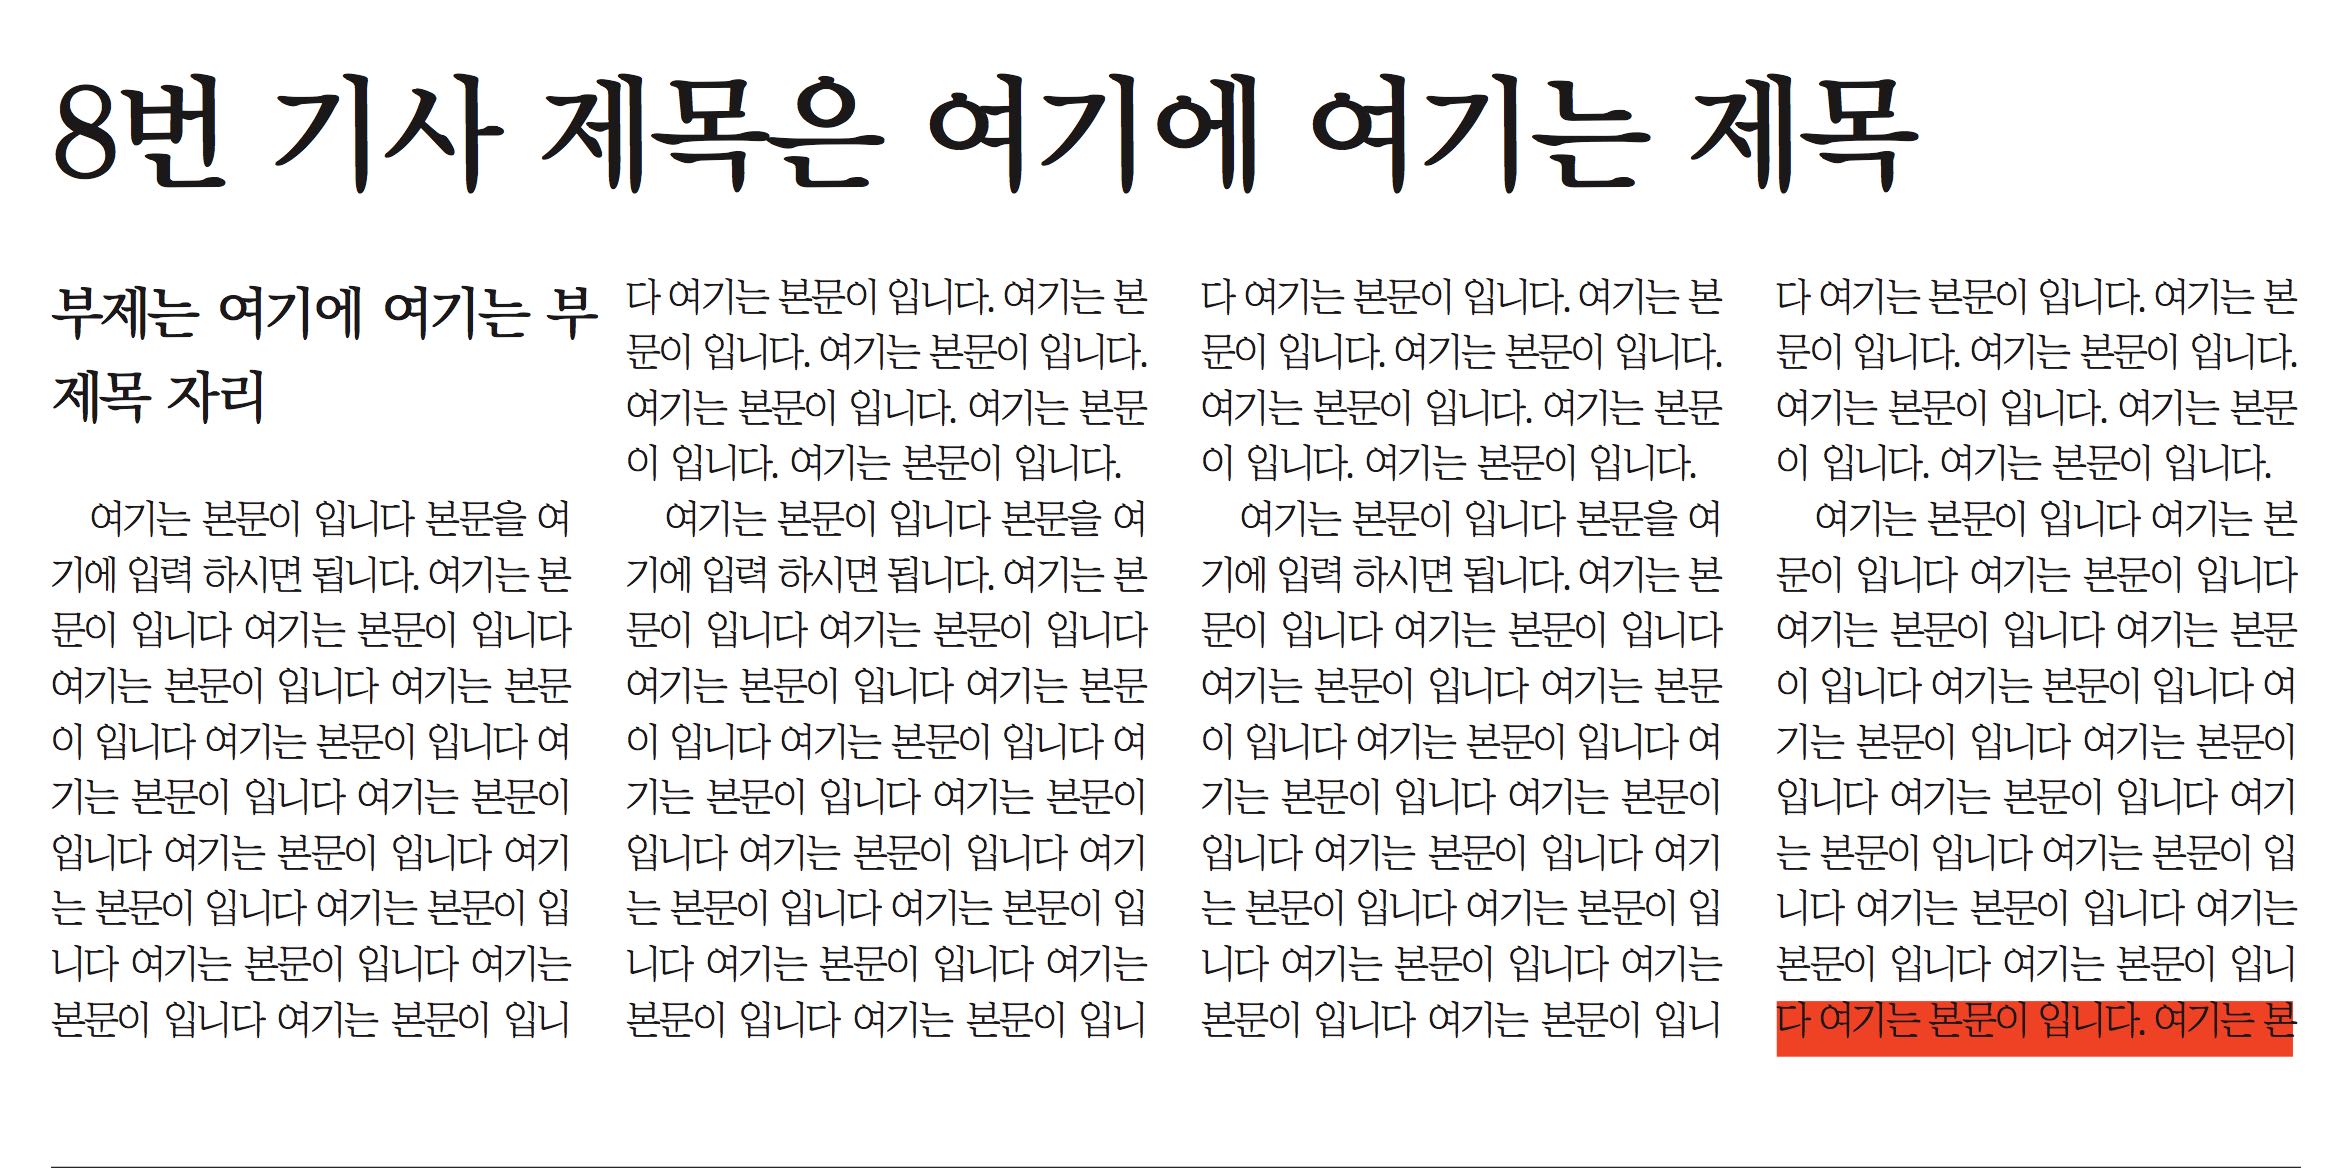 8번 기사 제목은 여기에 여기는 제목
부제는 여기에 여기는 부
제목 자리
여기는 본문이 입니다 본문을 여
기에 입력 하시면 됩니다. 여기는 본
문이 입니다 여기는 본문이 입니다
여기는 본문이 입니다 여기는 본문
이 입니다 여기는 본문이 입니다 여
기는 본문이 입니다 여기는 본문이
입니다 여기는 본문이 입니다 여기
는 본문이 입니다 여기는 본문이 입
니다 여기는 본문이 입니다 여기는
본문이 입니다 여기는 본문이 입니
다 여기는 본문이 입니다. 여기는 본
문이 입니다. 여기는 본문이 입니다.
여기는 본문이 입니다. 여기는 본문
이 입니다. 여기는 본문이 입니다.
여기는 본문이 입니다 본문을 여
기에 입력 하시면 됩니다. 여기는 본
문이 입니다 여기는 본문이 입니다
여기는 본문이 입니다 여기는 본문
이 입니다 여기는 본문이 입니다 여
기는 본문이 입니다 여기는 본문이
입니다 여기는 본문이 입니다 여기
는 본문이 입니다 여기는 본문이 입
니다 여기는 본문이 입니다 여기는
본문이 입니다 여기는 본문이 입니
다 여기는 본문이 입니다. 여기는 본
문이 입니다. 여기는 본문이 입니다.
여기는 본문이 입니다. 여기는 본문
이 입니다. 여기는 본문이 입니다.
여기는 본문이 입니다 본문을 여
기에 입력 하시면 됩니다. 여기는 본
문이 입니다 여기는 본문이 입니다
여기는 본문이 입니다 여기는 본문
이 입니다 여기는 본문이 입니다 여
기는 본문이 입니다 여기는 본문이
입니다 여기는 본문이 입니다 여기
는 본문이 입니다 여기는 본문이 입
니다 여기는 본문이 입니다 여기는
본문이 입니다 여기는 본문이 입니
다 여기는 본문이 입니다. 여기는 본
문이 입니다. 여기는 본문이 입니다.
여기는 본문이 입니다. 여기는 본문
이 입니다. 여기는 본문이 입니다.
여기는 본문이 입니다 여기는 본
문이 입니다 여기는 본문이 입니다
여기는 본문이 입니다 여기는 본문
이 입니다 여기는 본문이 입니다 여
기는 본문이 입니다 여기는 본문이
입니다 여기는 본문이 입니다 여기
는 본문이 입니다 여기는 본문이 입
니다 여기는 본문이 입니다 여기는
본문이 입니다 여기는 본문이 입니
다 여기는 본문이 입니다. 여기는 본